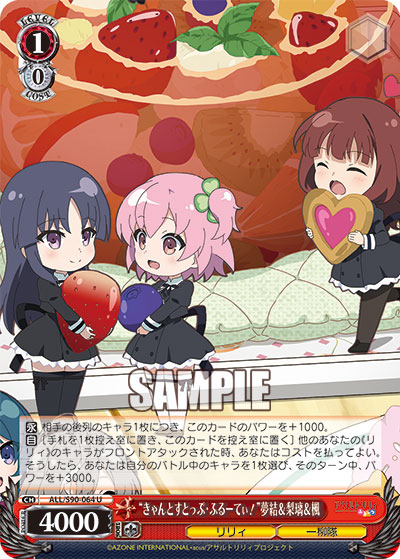 LEVEL
1
0
COST
SAMPLE
永 相手の後列のキャラ1枚につき、このカードのパワーを+1000。
自 [手札を1枚控え室に置き、このカードを控え室に置く] 他のあなたの《リ
リィ》のキャラがフロントアタックされた時、あなたはコストを払ってよい。
そうしたら、あなたは自分のバトル中のキャラを1枚選び、そのターン中、パ
ワーを+3000。
CH
ALL/S90-064 U
4000
"きゃんとすとっぷ・ふるーてぃ!"夢結&梨璃&楓
リリィ
一柳隊
©AZONE INTERNATIONAL・acus/アサルトリリィプロジェクト